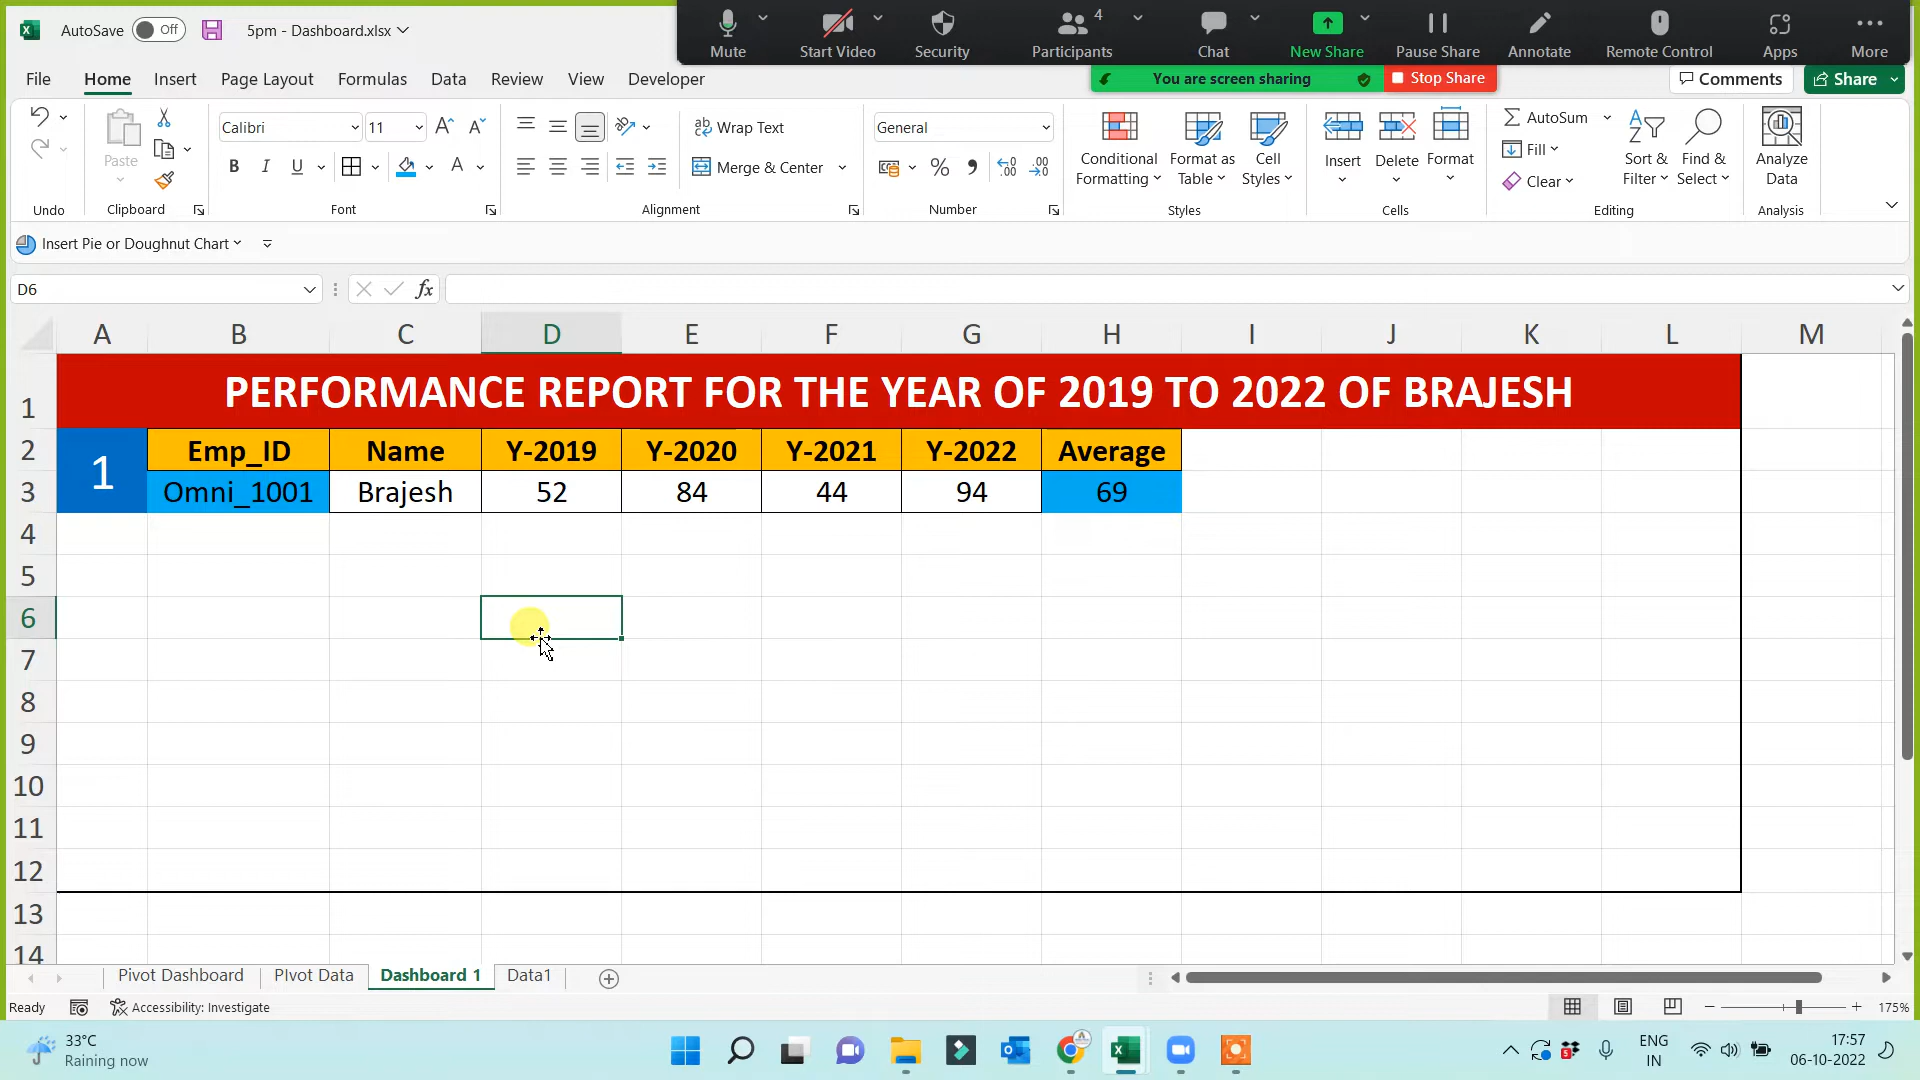 AutoSave Off 5pm - Dashboard.xlsx
Mute Start Video Security Participants 4 Chat New Share Pause Share Annotate Remote Control Apps More
You are screen sharing Stop Share
File Home Insert Page Layout Formulas Data Review View Developer Comments Share
Paste Calibri 11 Wrap Text General
Merge & Center
Conditional Formatting Format as Table Cell Styles Insert Delete Format
AutoSum Fill Clear Sort & Filter Find & Select Analyze Data
Undo Clipboard Font Alignment Number Styles Cells Editing Analysis
Insert Pie or Doughnut Chart
D6 fx
A B C D E F G H I J K L M
1 PERFORMANCE REPORT FOR THE YEAR OF 2019 TO 2022 OF BRAJESH
2 1 Emp_ID Name Y-2019 Y-2020 Y-2021 Y-2022 Average
3 Omni_1001 Brajesh 52 84 44 94 69
4
5
6
7
8
9
10
11
12
13
14
Pivot Dashboard PIvot Data Dashboard 1 Data1
Ready Accessibility: Investigate 175%
33°C
Raining now
ENG
IN
17:57
06-10-2022